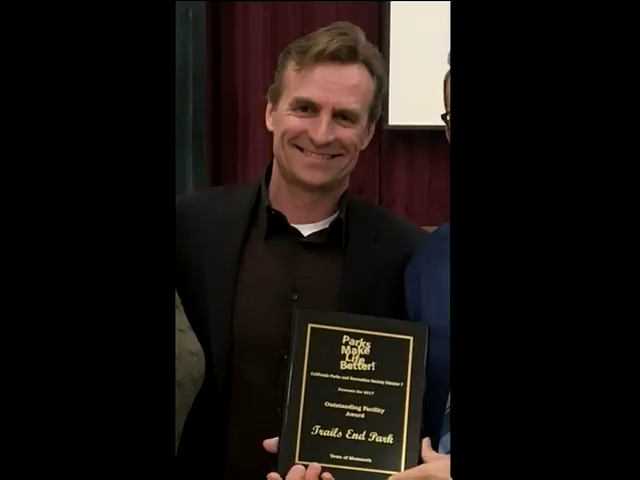 Parks
Make
Life
Better!
California Parks and Recreation Society District 7
Presents the 2017
Outstanding Facility
Award
Trails End Park
Town of Mammoth